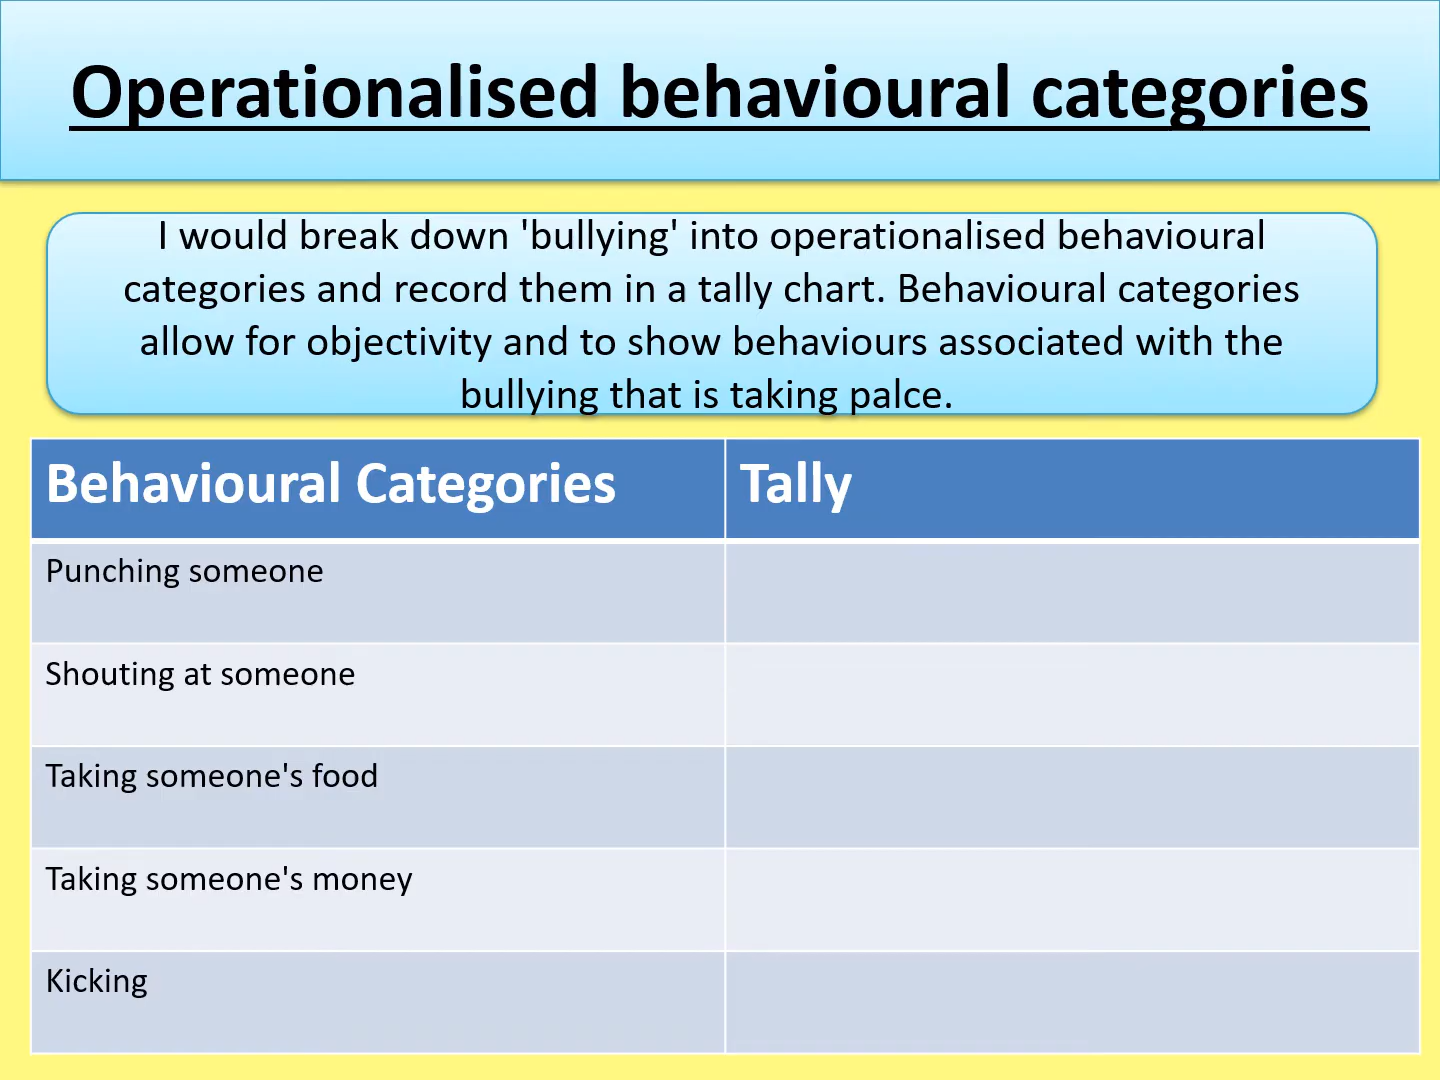 Operationalised behavioural categories
I would break down 'bullying' into operationalised behavioural
categories and record them in a tally chart. Behavioural categories
allow for objectivity and to show behaviours associated with the
bullying that is taking palce.
Behavioural Categories Tally
Punching someone
Shouting at someone
Taking someone's food
Taking someone's money
Kicking